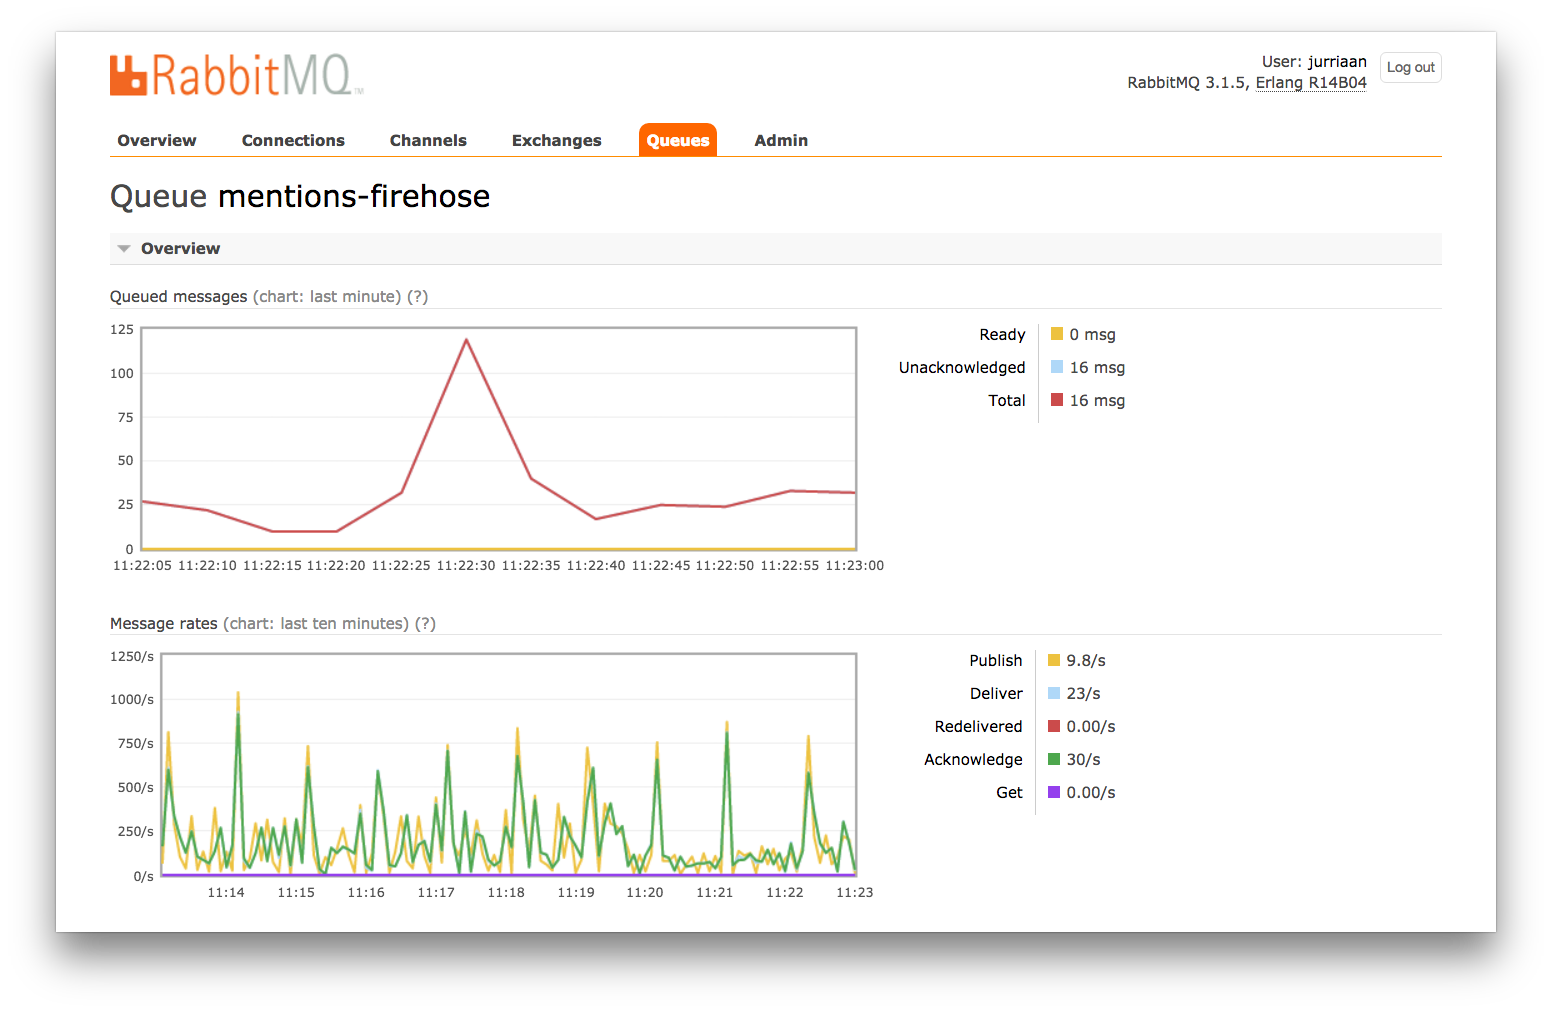 RabbitMQ™
User: jurriaan
Log out
RabbitMQ 3.1.5, Erlang R14B04
Overview Connections Channels Exchanges Queues Admin
Queue mentions-firehose
Overview
Queued messages (chart: last minute) (?)
125
100
75
50
25
0
11:22:05 11:22:10 11:22:15 11:22:20 11:22:25 11:22:30 11:22:35 11:22:40 11:22:45 11:22:50 11:22:55 11:23:00
Ready 0 msg
Unacknowledged 16 msg
Total 16 msg
Message rates (chart: last ten minutes) (?)
1250/s
1000/s
750/s
500/s
250/s
0/s
11:14 11:15 11:16 11:17 11:18 11:19 11:20 11:21 11:22 11:23
Publish 9.8/s
Deliver 23/s
Redelivered 0.00/s
Acknowledge 30/s
Get 0.00/s